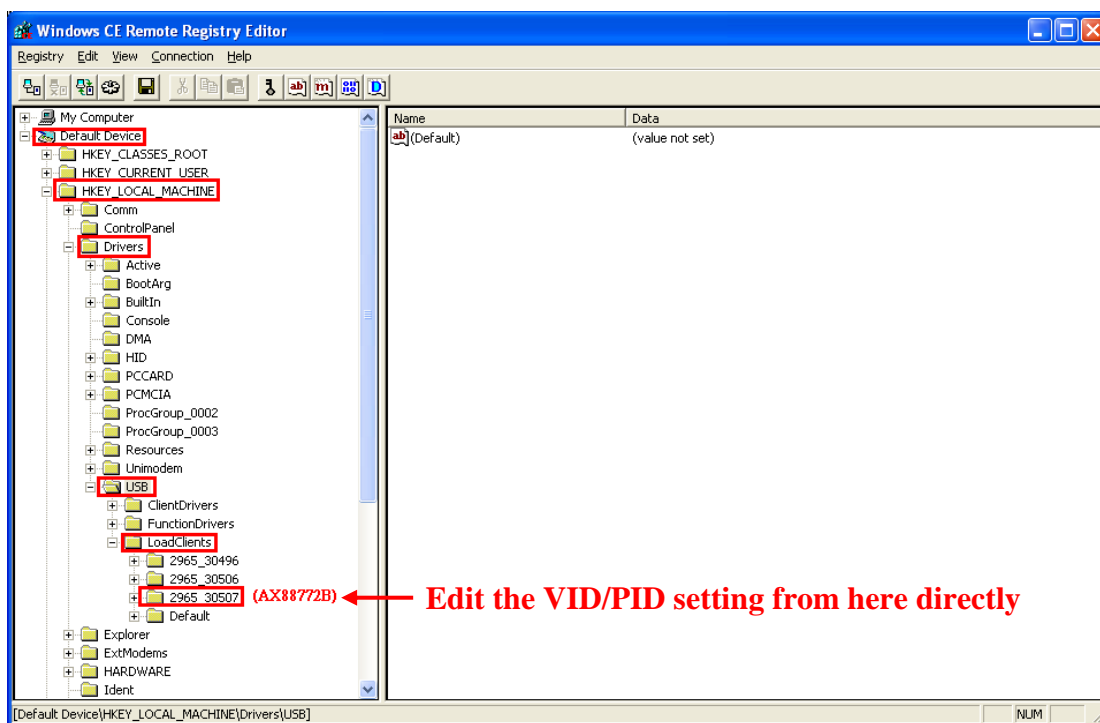 Windows CE Remote Registry Editor
Registry Edit View Connection Help
My Computer
Default Device
HKEY_CLASSES_ROOT
HKEY_CURRENT_USER
HKEY_LOCAL_MACHINE
Comm
ControlPanel
Drivers
Active
BootArg
BuiltIn
Console
DMA
HID
PCCARD
PCMCIA
ProcGroup_0002
ProcGroup_0003
Resources
Unimodem
USB
ClientDrivers
FunctionDrivers
LoadClients
2965_30496
2965_30506
2965_30507 (AX88772B) Edit the VID/PID setting from here directly
Default
Explorer
ExtModems
HARDWARE
Ident
Name Data
ab (Default) (value not set)
[Default Device\HKEY_LOCAL_MACHINE\Drivers\USB] NUM